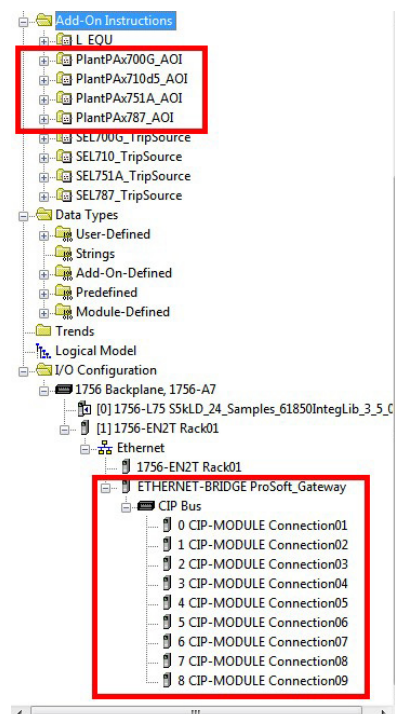 Add-On Instructions
L_EQU
PlantPAx700G_AOI
PlantPAx710d5_AOI
PlantPAx751A_AOI
PlantPAx787_AOI
SEL700G_TripSource
SEL710_TripSource
SEL751A_TripSource
SEL787_TripSource
Data Types
User-Defined
Strings
Add-On-Defined
Predefined
Module-Defined
Trends
Logical Model
I/O Configuration
1756 Backplane, 1756-A7
[0] 1756-L75 S5kLD_24_Samples_61850IntegLib_3_5_0
[1] 1756-EN2T Rack01
Ethernet
1756-EN2T Rack01
ETHERNET-BRIDGE ProSoft_Gateway
CIP Bus
0 CIP-MODULE Connection01
1 CIP-MODULE Connection02
2 CIP-MODULE Connection03
3 CIP-MODULE Connection04
4 CIP-MODULE Connection05
5 CIP-MODULE Connection06
6 CIP-MODULE Connection07
7 CIP-MODULE Connection08
8 CIP-MODULE Connection09